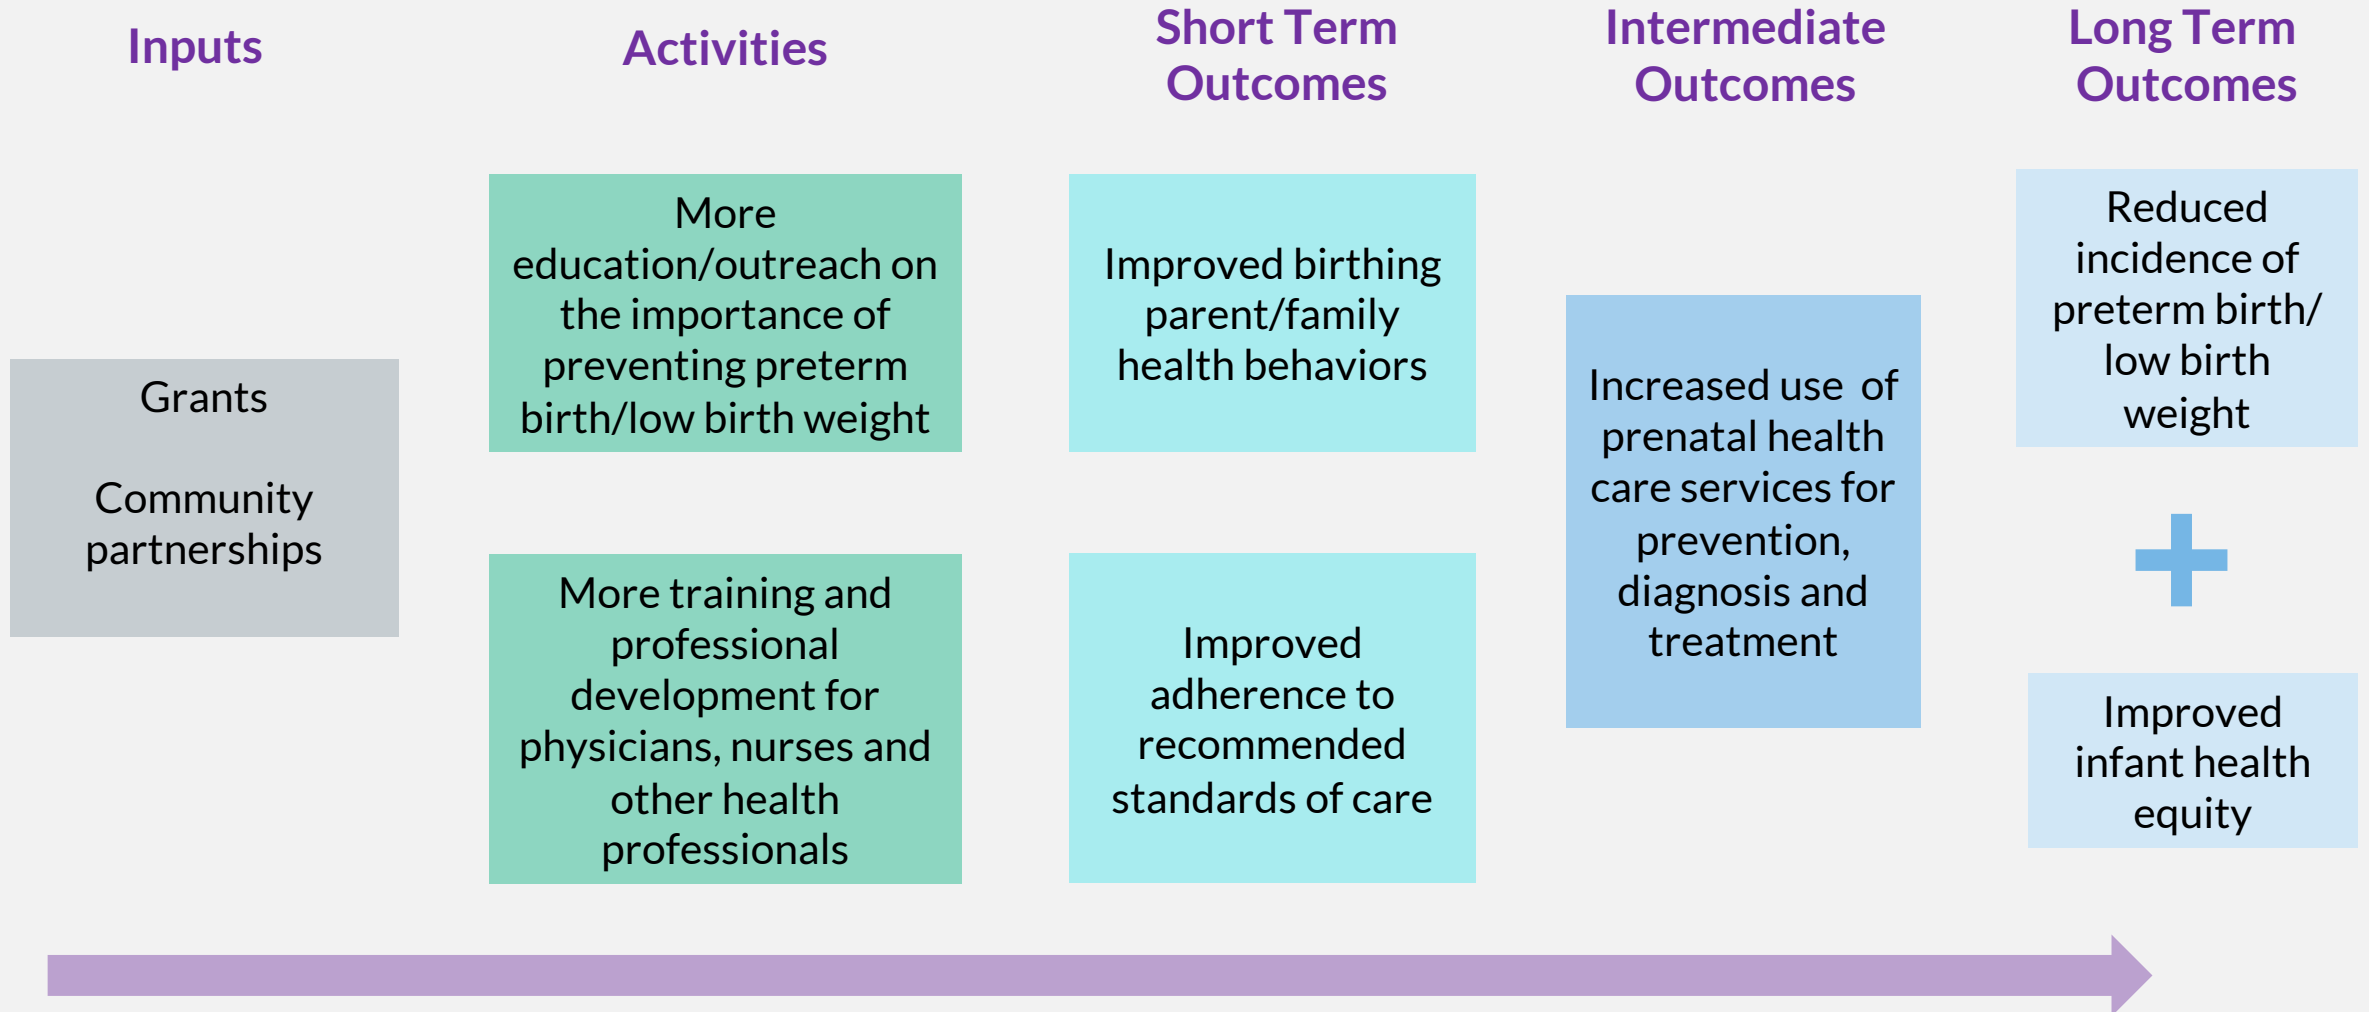 Inputs
Activities
Short Term
Outcomes
Intermediate
Outcomes
Long Term
Outcomes
Grants
Community
partnerships
More
education/outreach on
the importance of
preventing preterm
birth/low birth weight
More training and
professional
development for
physicians, nurses and
other health
professionals
Improved birthing
parent/family
health behaviors
Improved
adherence to
recommended
standards of care
Increased use of
prenatal health
care services for
prevention,
diagnosis and
treatment
Reduced
incidence of
preterm birth/
low birth
weight
+
Improved
infant health
equity